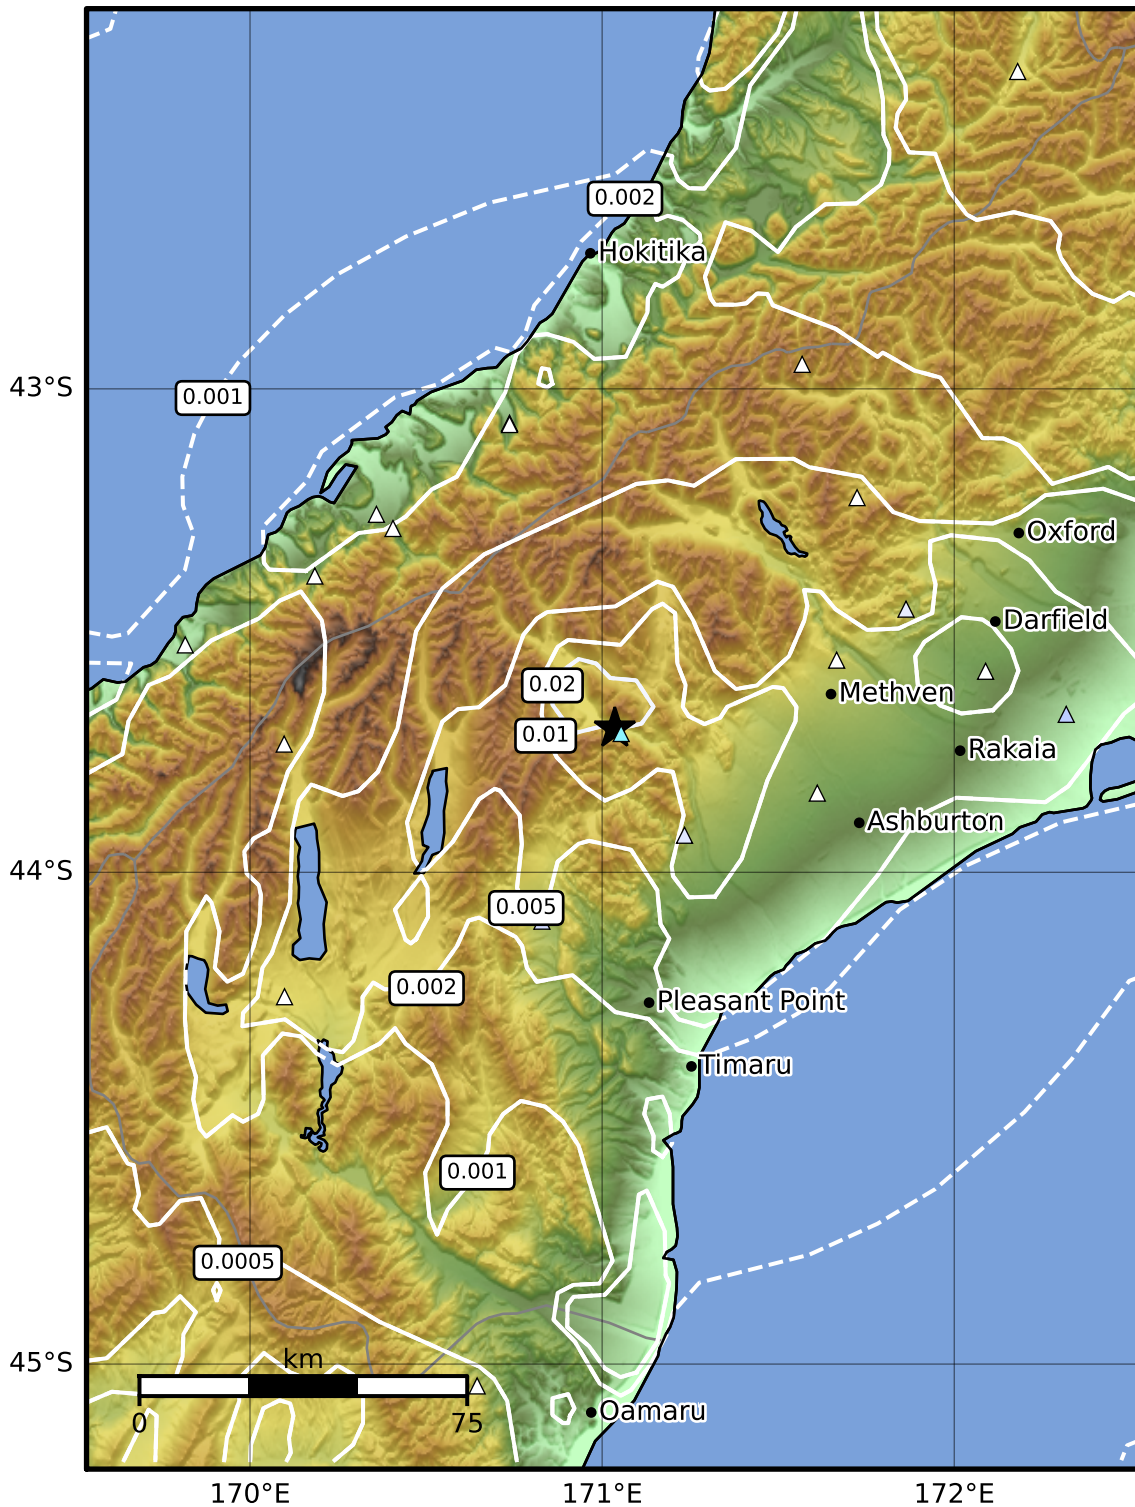 0.002
Hokitika
43°S
0.001
Oxford
Darfield
0.02
Methven
0.01
Rakaia
Ashburton
44°S
0.005
0.002
Pleasant Point
Timaru
0.001
0.0005
45°S
km
0 75
Oamaru
170°E 171°E 172°E